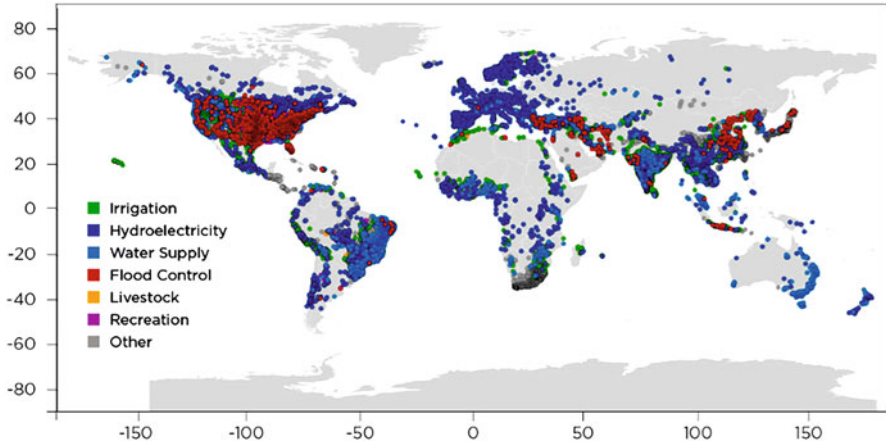 80
60
40
20
0
-20
-40
-60
-80
Irrigation
Hydroelectricity
Water Supply
Flood Control
Livestock
Recreation
Other
-150 -100 -50 0 50 100 150